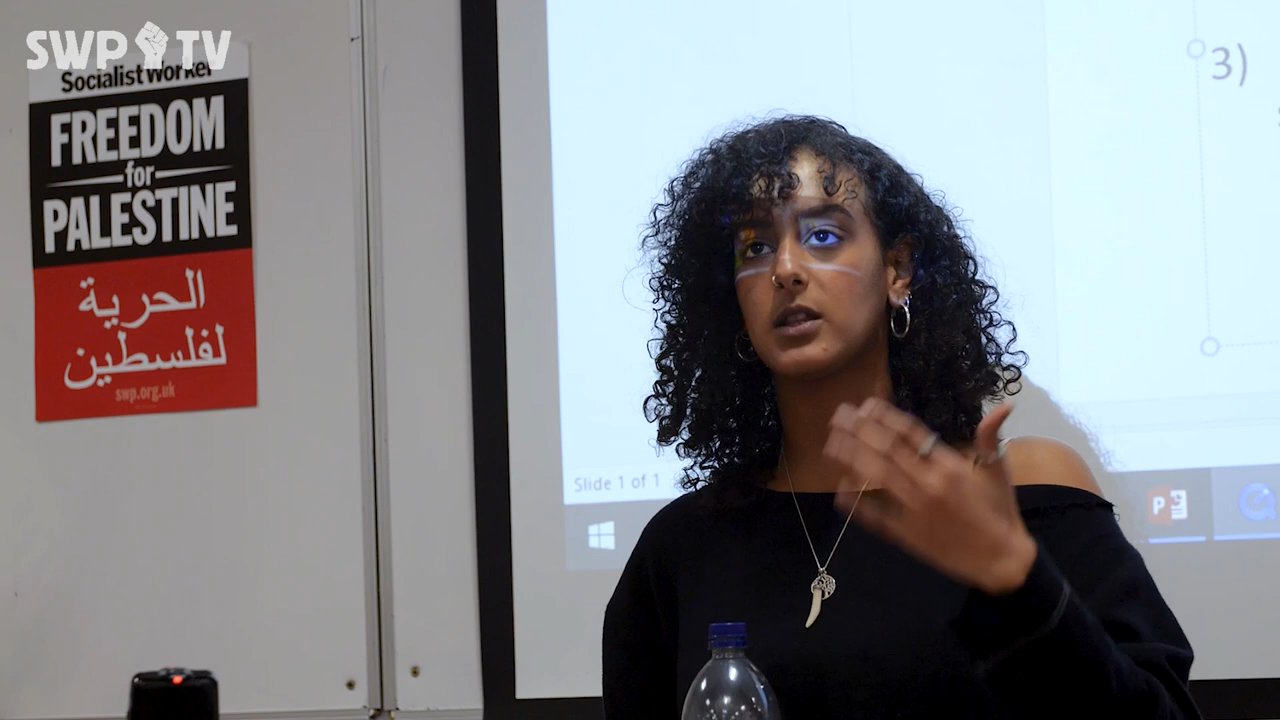 SWP TV
Socialist Worker
FREEDOM
for
PALESTINE
الحرية
لفلسطين
swp.org.uk
3)
Slide 1 of 1